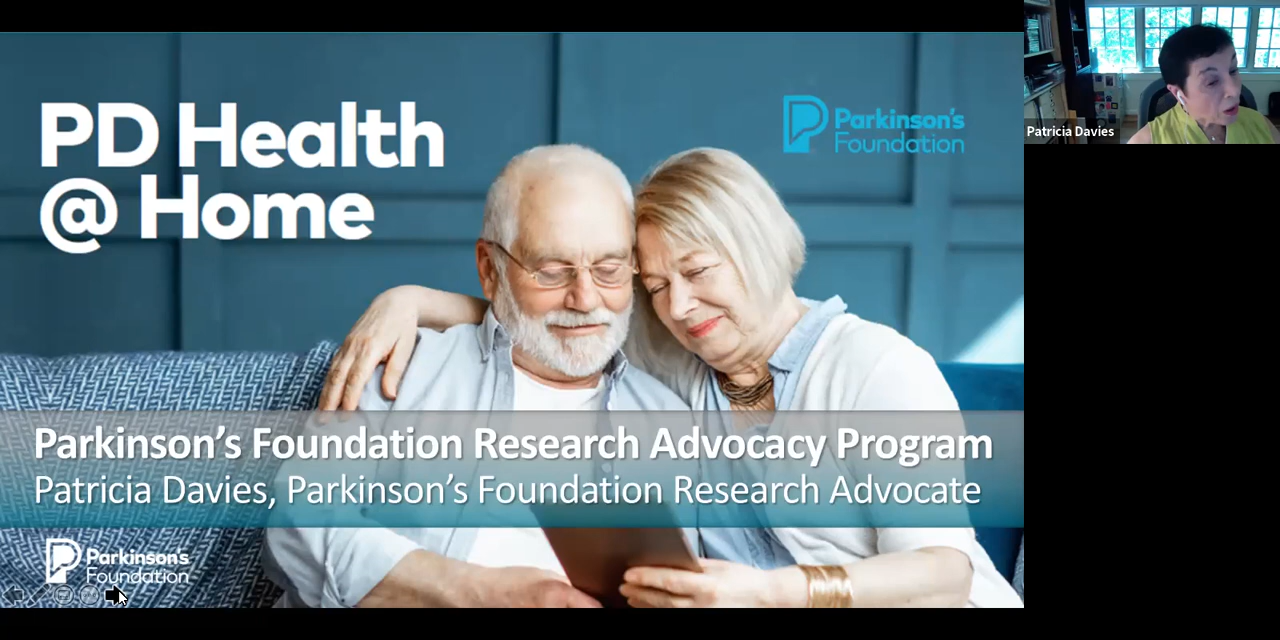 PD Health
@ Home
Parkinson's
Foundation
Patricia Davies
Parkinson’s Foundation Research Advocacy Program
Patricia Davies, Parkinson’s Foundation Research Advocate
Parkinson's
Foundation